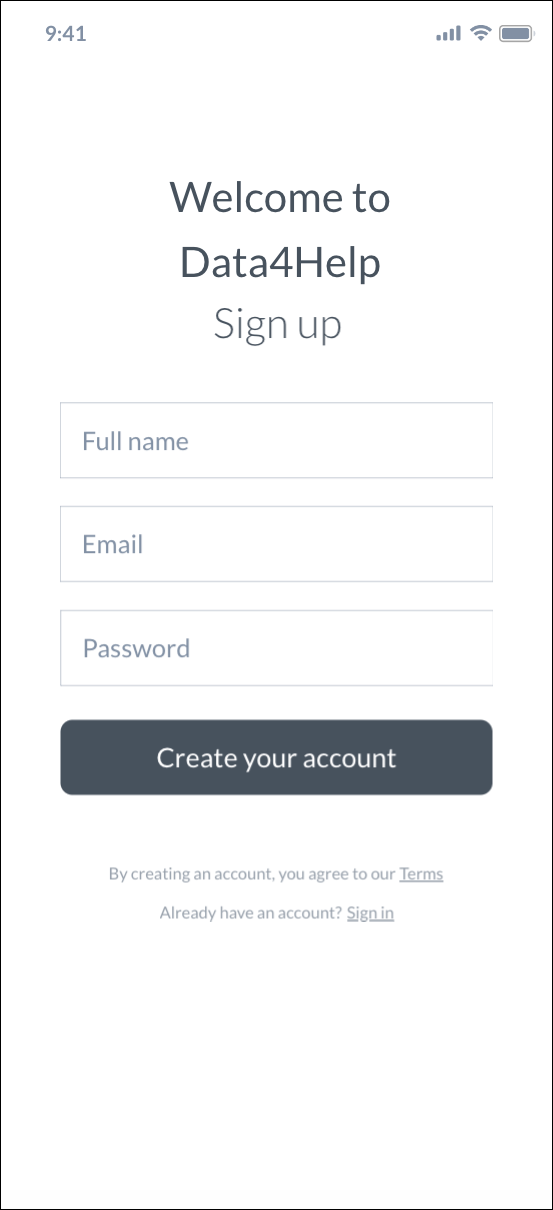 9:41
Welcome to
Data4Help
Sign up
Full name
Email
Password
Create your account
By creating an account, you agree to our Terms
Already have an account? Sign in